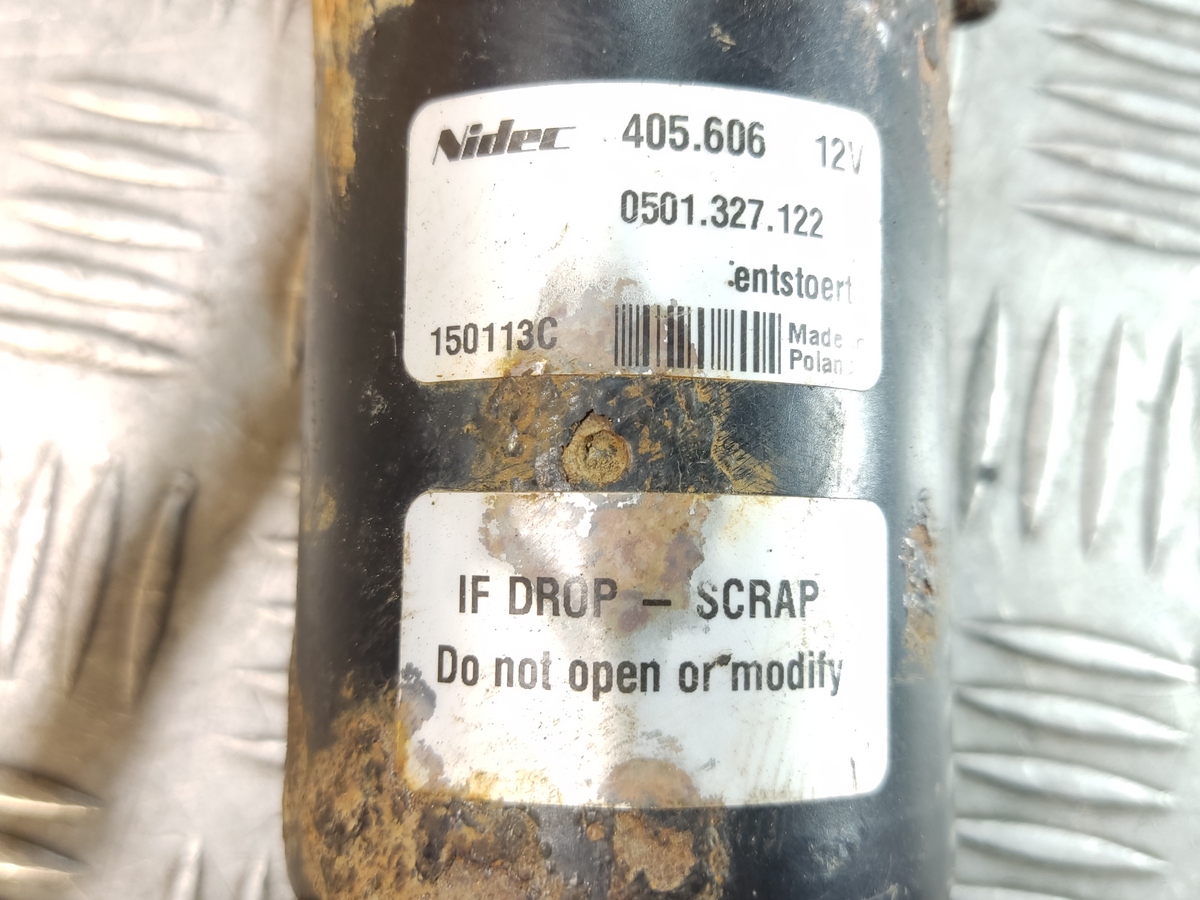 Nidec 405.606 12V
0501.327.122
entstoert
150113C
Made in
Poland
IF DROP – SCRAP
Do not open or modify